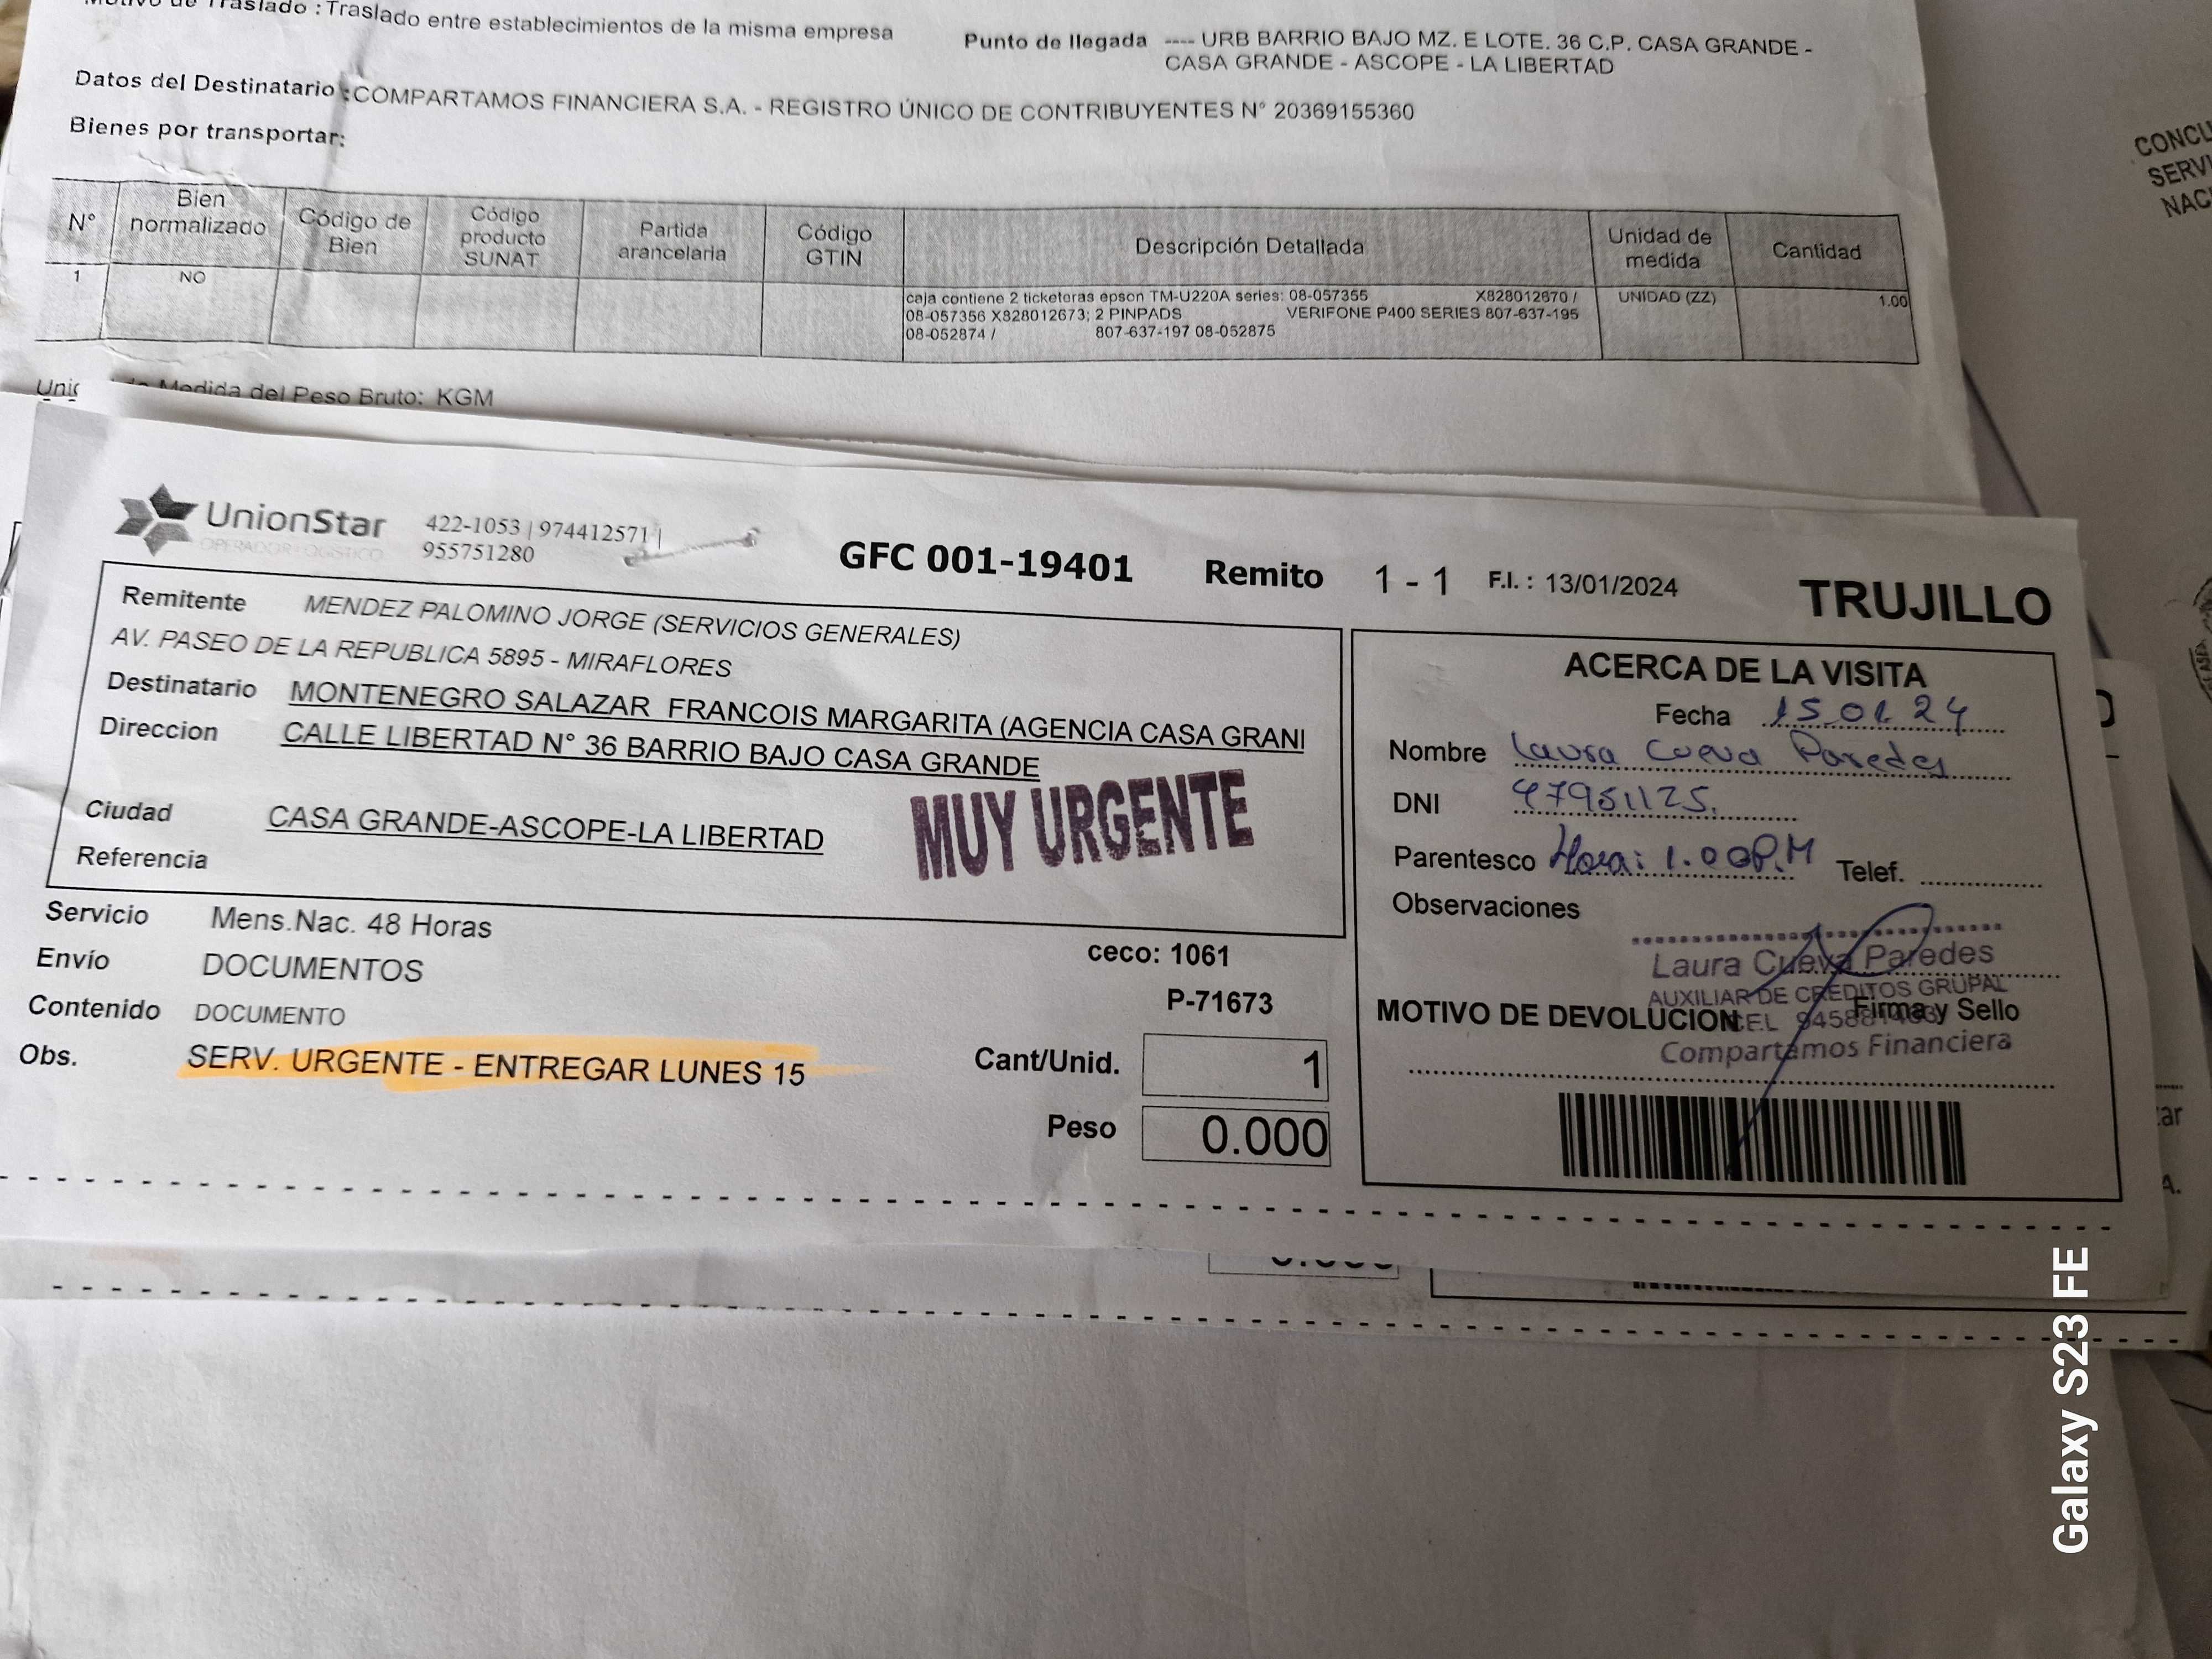 de Traslado : Traslado entre establecimientos de la misma empresa
Punto de llegada ---- URB BARRIO BAJO MZ. E LOTE. 36 C.P. CASA GRANDE -
CASA GRANDE - ASCOPE - LA LIBERTAD
Datos del Destinatario : COMPARTAMOS FINANCIERA S.A. - REGISTRO ÚNICO DE CONTRIBUYENTES N° 20369155360
Bienes por transportar:
N° Bien normalizado Código de Bien Código producto SUNAT Partida arancelaria Código GTIN Descripción Detallada Unidad de medida Cantidad
1 NO caja contiene 2 ticketeras epson TM-U220A series: 08-057355 X828012670 / UNIDAD (ZZ) 1.00
08-057356 X828012673; 2 PINPADS VERIFONE P400 SERIES 807-637-195
08-052874 / 807-637-197 08-052875
Medida del Peso Bruto: KGM
UnionStar
OPERADOR LOGISTICO
422-1053 | 974412571 |
955751280
GFC 001-19401 Remito 1 - 1 F.I. : 13/01/2024 TRUJILLO
Remitente MENDEZ PALOMINO JORGE (SERVICIOS GENERALES)
AV. PASEO DE LA REPUBLICA 5895 - MIRAFLORES
Destinatario MONTENEGRO SALAZAR FRANCOIS MARGARITA (AGENCIA CASA GRANI
Direccion CALLE LIBERTAD N° 36 BARRIO BAJO CASA GRANDE
MUY URGENTE
Ciudad CASA GRANDE-ASCOPE-LA LIBERTAD
Referencia
Servicio Mens.Nac. 48 Horas
Envío DOCUMENTOS
Contenido DOCUMENTO
Obs. SERV. URGENTE - ENTREGAR LUNES 15
ceco: 1061
P-71673
Cant/Unid. 1
Peso 0.000
ACERCA DE LA VISITA
Fecha 15.01.24
Nombre Laura Cueva Paredes
DNI 47951125.
Parentesco Hora: 1.00P.M Telef.
Observaciones
Laura Cueva Paredes
AUXILIAR DE CREDITOS GRUPAL
Firma y Sello
MOTIVO DE DEVOLUCION
CEL
Compartamos Financiera
Galaxy S23 FE